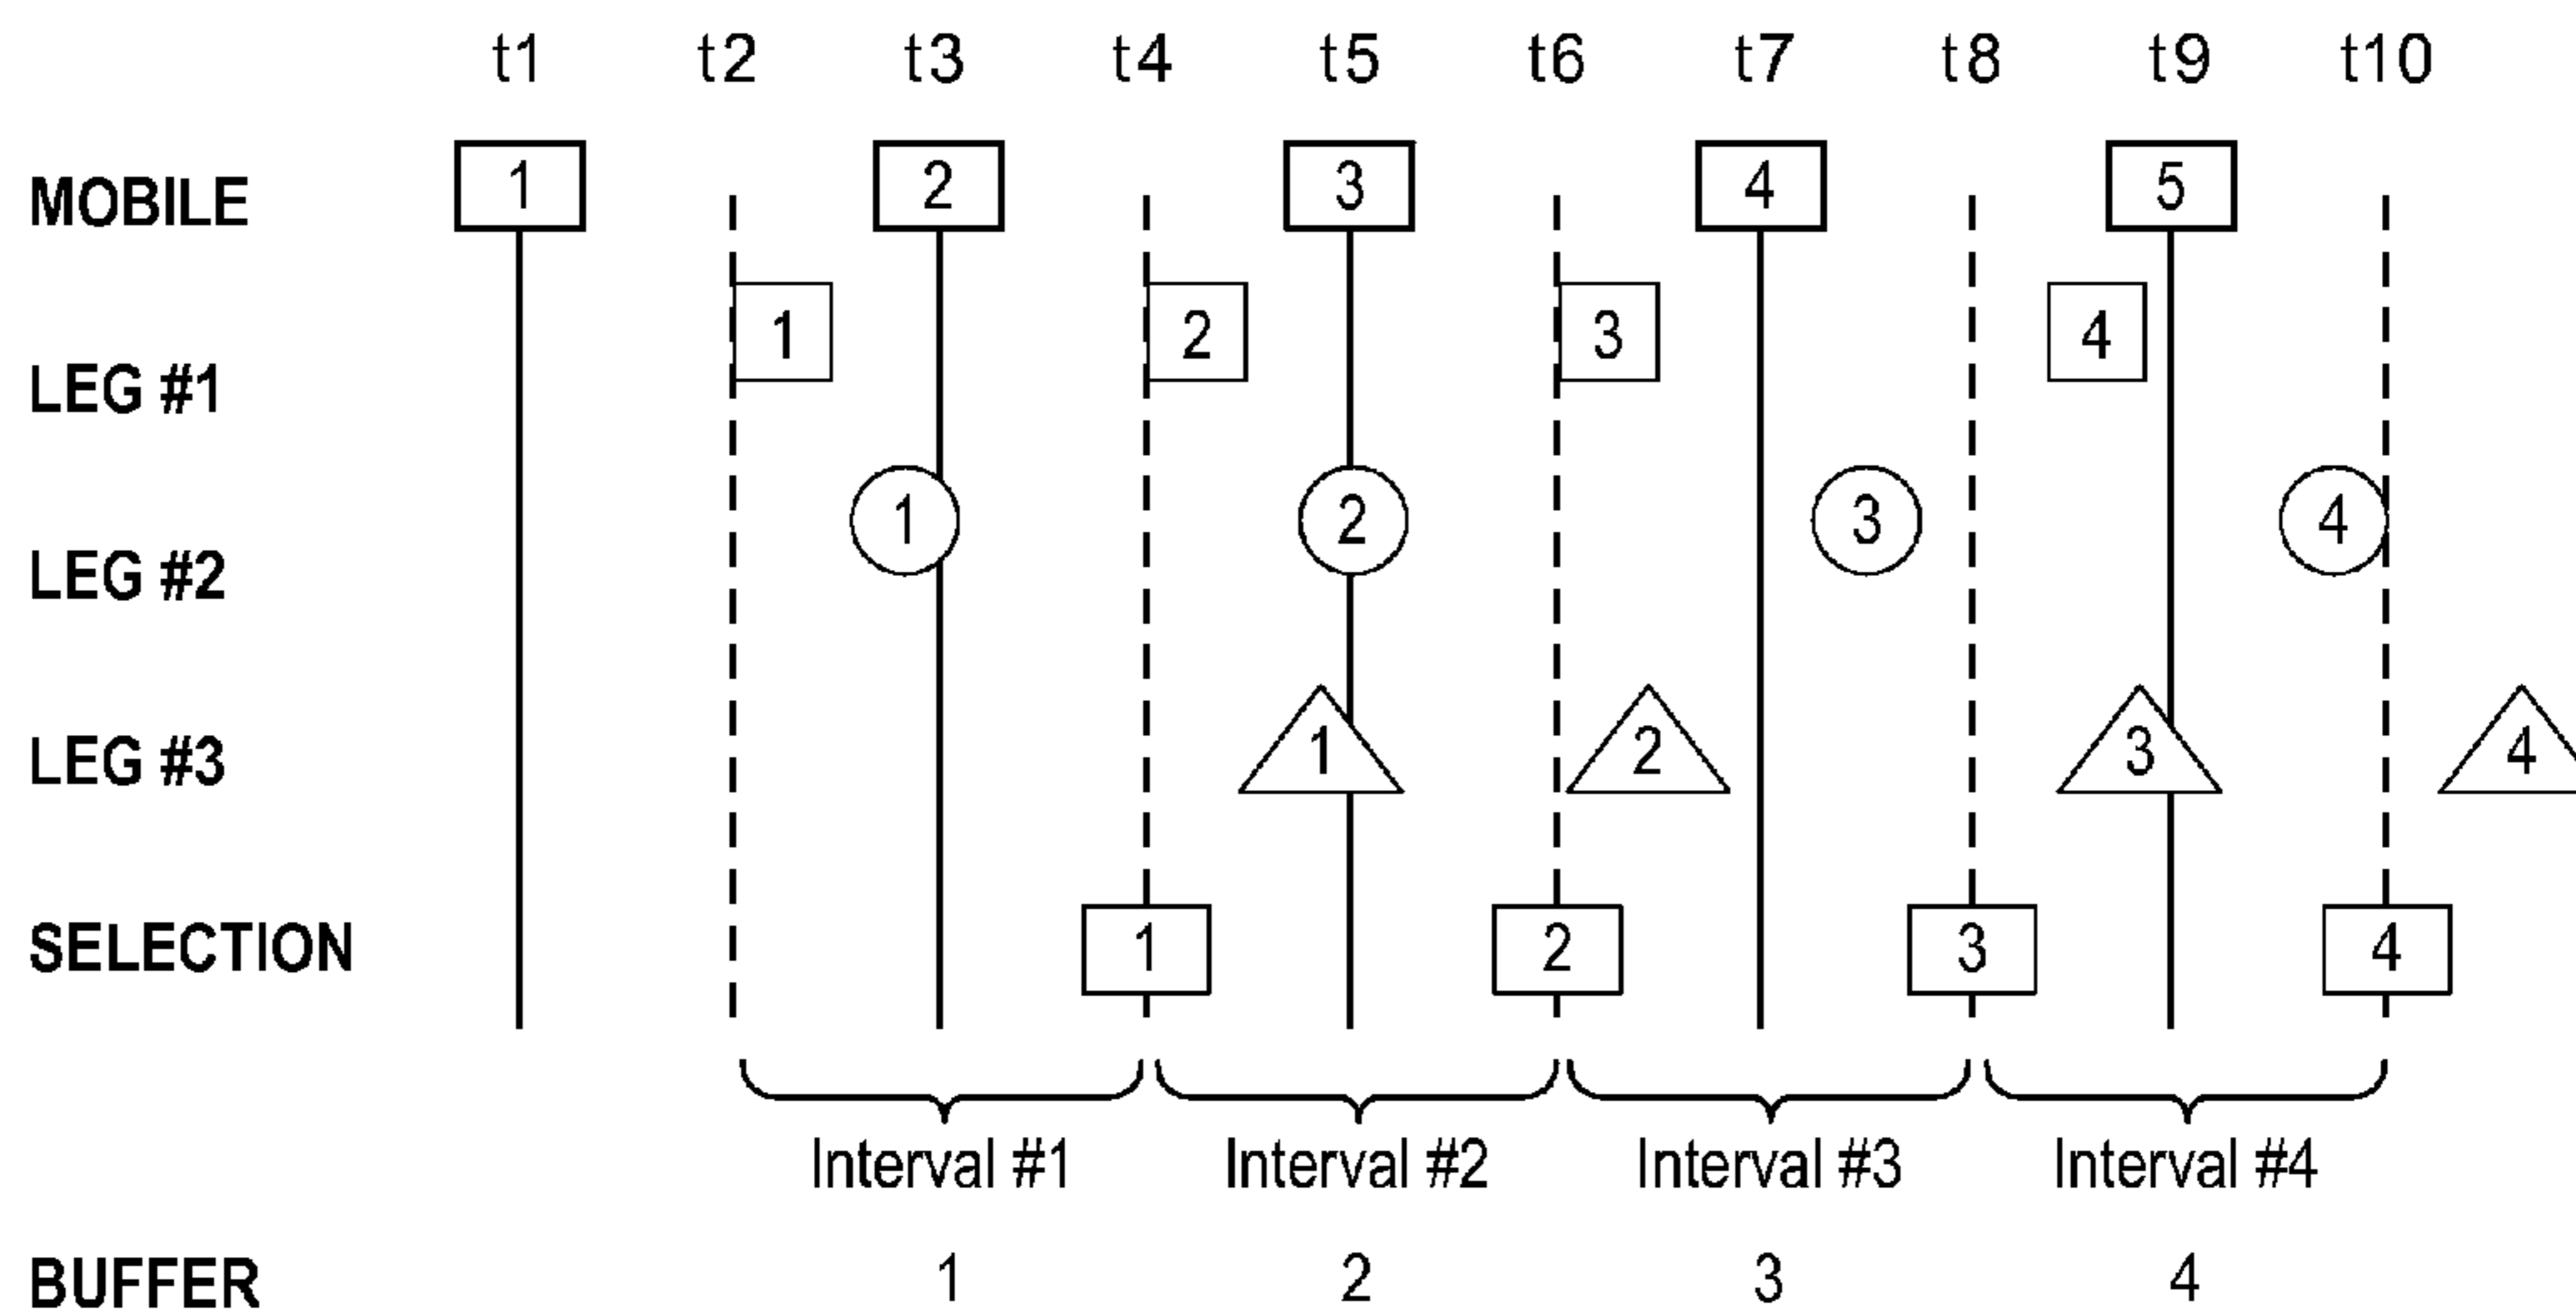 t1 t2 t3 t4 t5 t6 t7 t8 t9 t10
MOBILE 1 2 3 4 5
LEG #1 1 2 3 4
LEG #2 1 2 3 4
LEG #3 1 2 3 4
SELECTION 1 2 3 4
Interval #1 Interval #2 Interval #3 Interval #4
BUFFER 1 2 3 4